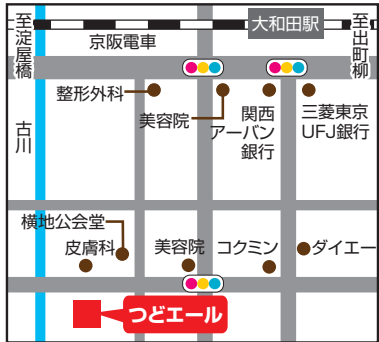 至淀屋橋
大和田駅
至出町柳
京阪電車
整形外科
美容院
関西
アーバン
銀行
三菱東京
UFJ銀行
古川
横地公会堂
皮膚科
美容院
コクミン
ダイエー
つどエール